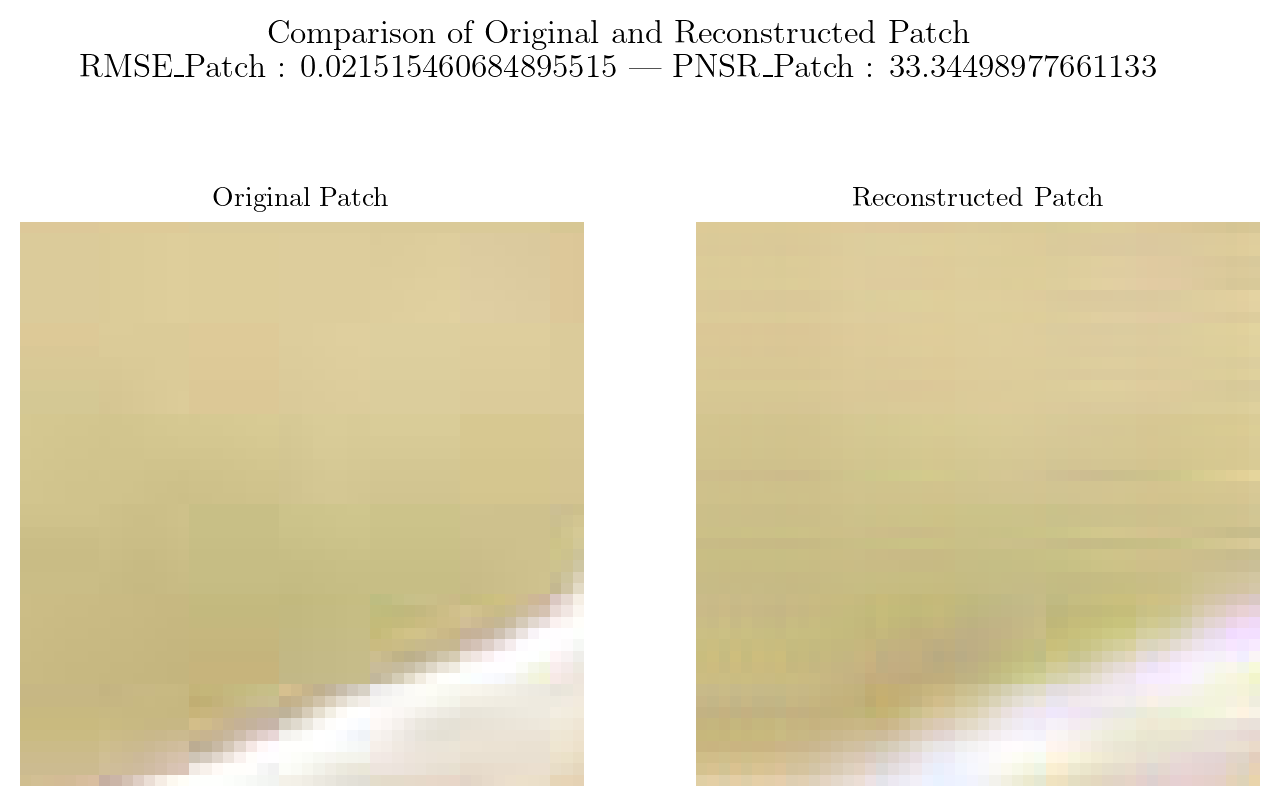 Comparison of Original and Reconstructed Patch
RMSE_Patch : 0.021515460684895515 — PNSR_Patch : 33.34498977661133
Original Patch
Reconstructed Patch